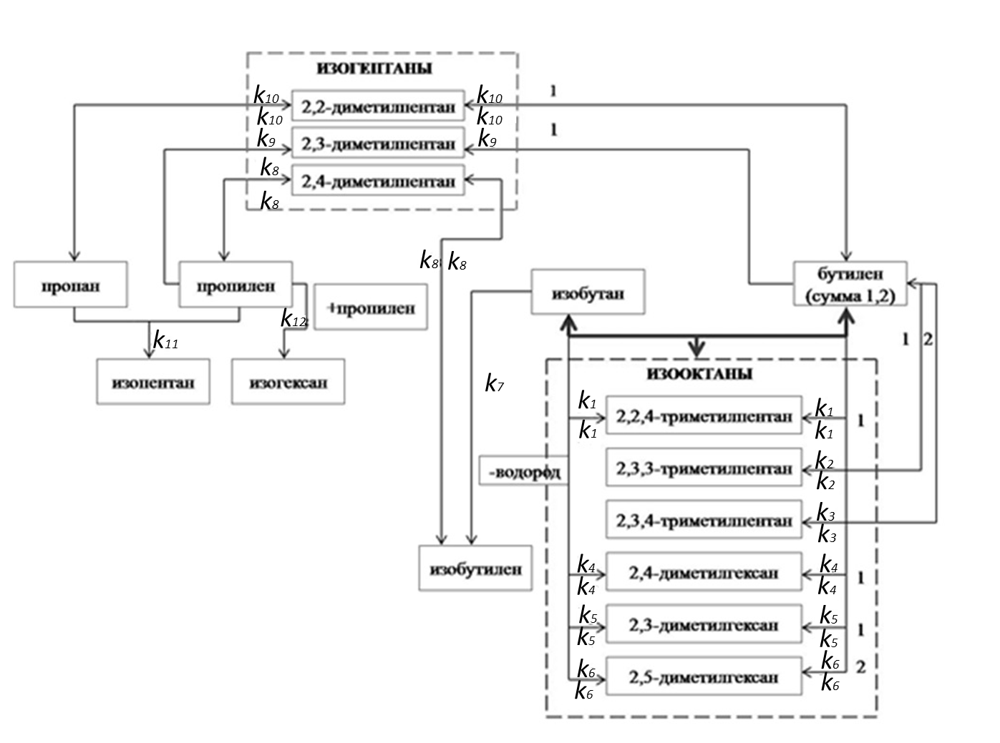 ИЗОГЕПТАНЫ
k10 2,2-диметилпентан k10 1
k10 k10
k9 2,3-диметилпентан k9 1
k8 2,4-диметилпентан
k8
k8 k8
пропан
пропилен
+пропилен
изобутан
бутилен
(сумма 1,2)
k11
k12
1 2
изопентан
изогексан
k7
ИЗООКТАНЫ
k1 2,2,4-триметилпентан k1 1
k1 k1
-водород
2,3,3-триметилпентан k2
k2
2,3,4-триметилпентан k3
k3
изобутилен
k4 2,4-диметилгексан k4 1
k4 k4
k5 2,3-диметилгексан k5 1
k5 k5
k6 2,5-диметилгексан k6 2
k6 k6